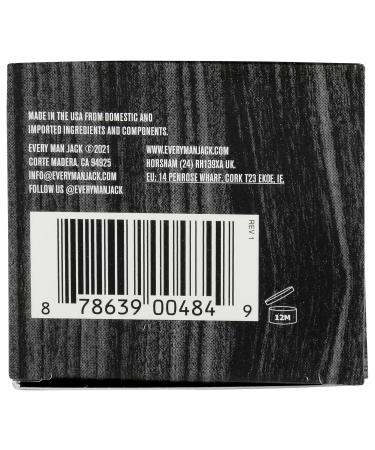 MADE IN THE USA FROM DOMESTIC AND
IMPORTED INGREDIENTS AND COMPONENTS.
EVERY MAN JACK ©2021
CORTE MADERA, CA 94925
INFO@EVERYMANJACK.COM
FOLLOW US @EVERYMANJACK
WWW.EVERYMANJACK.COM
HORSHAM (24) RH139XA UK.
EU: 14 PENROSE WHARF, CORK T23 EKDE, IE.
REV 1
8 78639 00484 9
12M